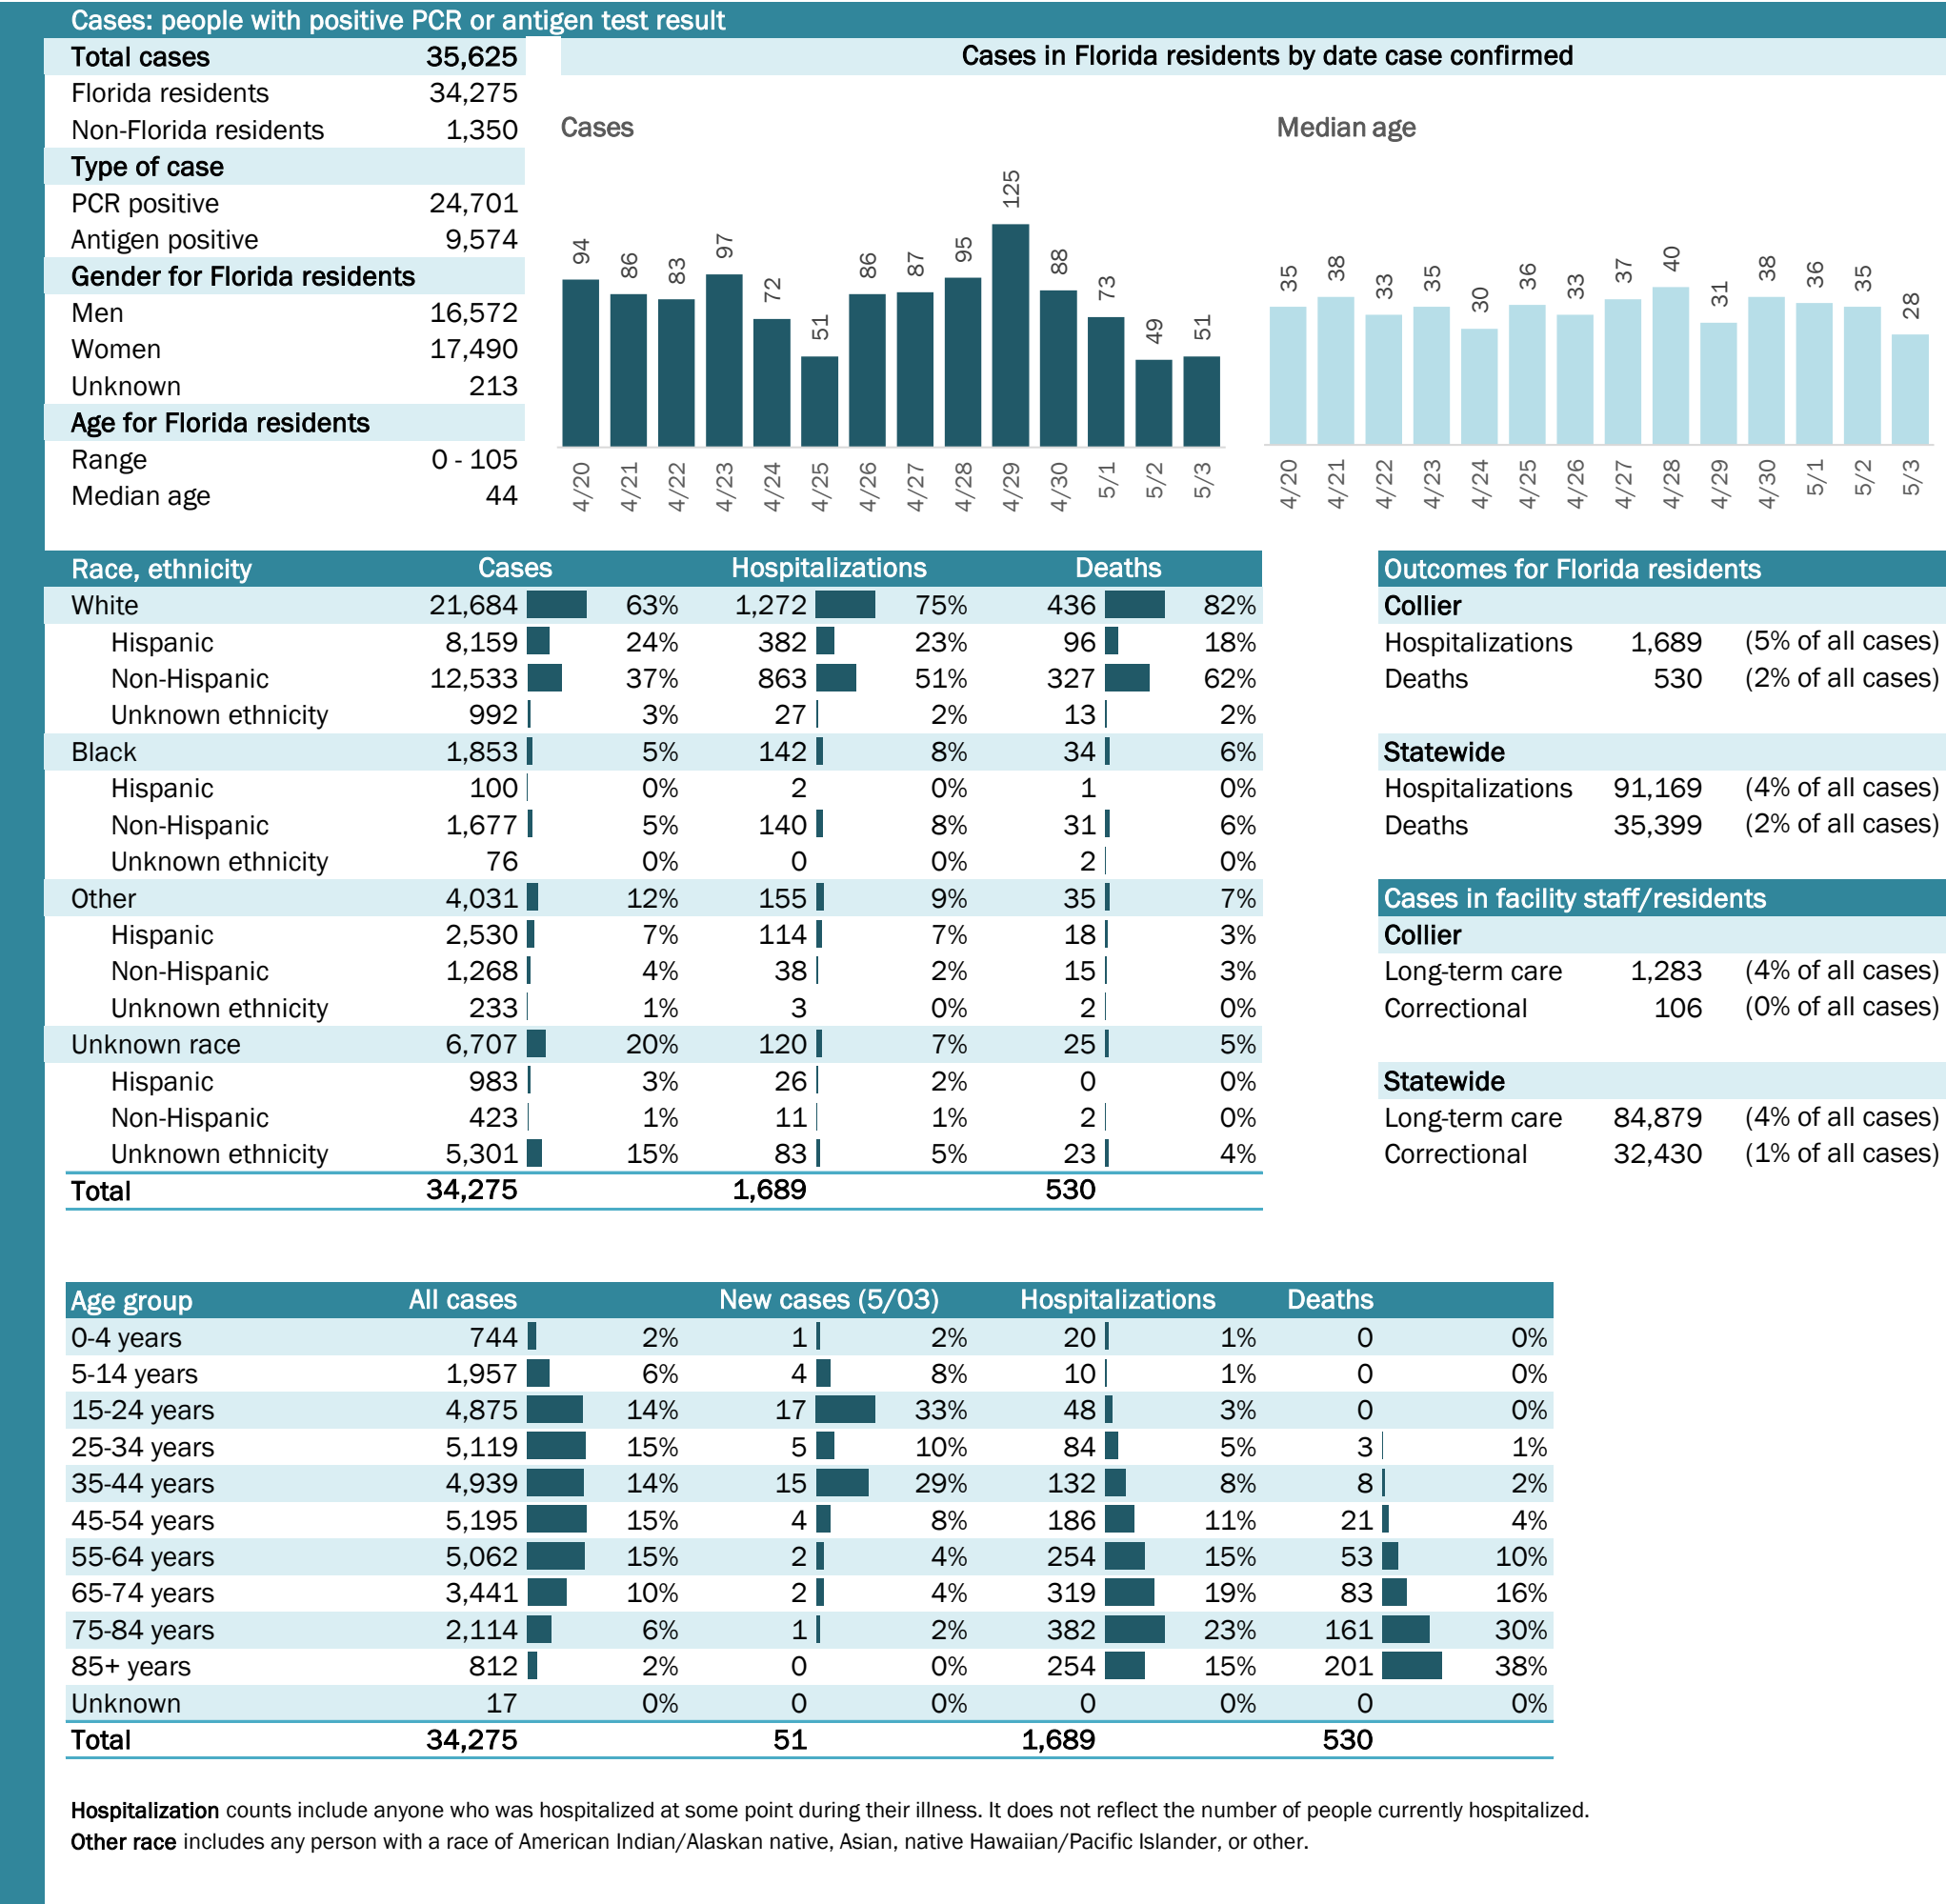 Cases: people with positive PCR or antigen test result
Total cases 35,625
Florida residents 34,275
Non-Florida residents 1,350
Type of case
PCR positive 24,701
Antigen positive 9,574
Gender for Florida residents
Men 16,572
Women 17,490
Unknown 213
Age for Florida residents
Range 0 - 105
Median age 44
Cases in Florida residents by date case confirmed
Cases
94 86 83 97 72 51 86 87 95 125 88 73 49 51
4/20 4/21 4/22 4/23 4/24 4/25 4/26 4/27 4/28 4/29 4/30 5/1 5/2 5/3
Median age
35 38 33 35 30 36 33 37 40 31 38 36 35 28
4/20 4/21 4/22 4/23 4/24 4/25 4/26 4/27 4/28 4/29 4/30 5/1 5/2 5/3
Race, ethnicity Cases Hospitalizations Deaths
White 21,684 63% 1,272 75% 436 82%
Hispanic 8,159 24% 382 23% 96 18%
Non-Hispanic 12,533 37% 863 51% 327 62%
Unknown ethnicity 992 3% 27 2% 13 2%
Black 1,853 5% 142 8% 34 6%
Hispanic 100 0% 2 0% 1 0%
Non-Hispanic 1,677 5% 140 8% 31 6%
Unknown ethnicity 76 0% 0 0% 2 0%
Other 4,031 12% 155 9% 35 7%
Hispanic 2,530 7% 114 7% 18 3%
Non-Hispanic 1,268 4% 38 2% 15 3%
Unknown ethnicity 233 1% 3 0% 2 0%
Unknown race 6,707 20% 120 7% 25 5%
Hispanic 983 3% 26 2% 0 0%
Non-Hispanic 423 1% 11 1% 2 0%
Unknown ethnicity 5,301 15% 83 5% 23 4%
Total 34,275 1,689 530
Outcomes for Florida residents
Collier
Hospitalizations 1,689 (5% of all cases)
Deaths 530 (2% of all cases)
Statewide
Hospitalizations 91,169 (4% of all cases)
Deaths 35,399 (2% of all cases)
Cases in facility staff/residents
Collier
Long-term care 1,283 (4% of all cases)
Correctional 106 (0% of all cases)
Statewide
Long-term care 84,879 (4% of all cases)
Correctional 32,430 (1% of all cases)
Age group All cases New cases (5/03) Hospitalizations Deaths
0-4 years 744 2% 1 2% 20 1% 0 0%
5-14 years 1,957 6% 4 8% 10 1% 0 0%
15-24 years 4,875 14% 17 33% 48 3% 0 0%
25-34 years 5,119 15% 5 10% 84 5% 3 1%
35-44 years 4,939 14% 15 29% 132 8% 8 2%
45-54 years 5,195 15% 4 8% 186 11% 21 4%
55-64 years 5,062 15% 2 4% 254 15% 53 10%
65-74 years 3,441 10% 2 4% 319 19% 83 16%
75-84 years 2,114 6% 1 2% 382 23% 161 30%
85+ years 812 2% 0 0% 254 15% 201 38%
Unknown 17 0% 0 0% 0 0% 0 0%
Total 34,275 51 1,689 530
Hospitalization counts include anyone who was hospitalized at some point during their illness. It does not reflect the number of people currently hospitalized.
Other race includes any person with a race of American Indian/Alaskan native, Asian, native Hawaiian/Pacific Islander, or other.